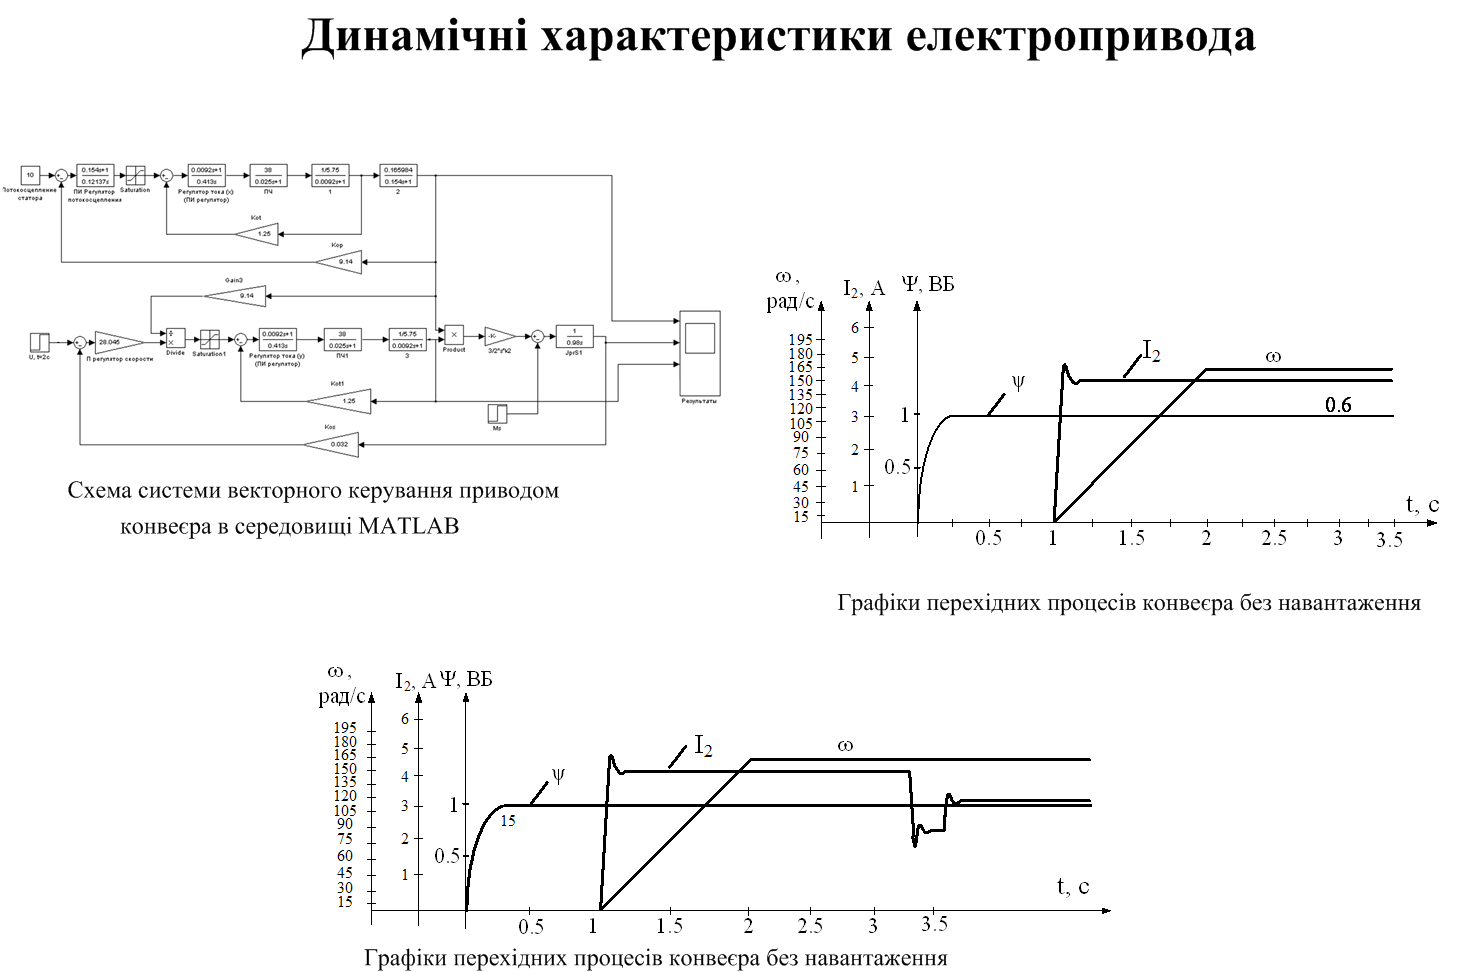 Динамічні характеристики електропривода
10
Потокосцепление
статора
0.154s+1
0.12137s
ПИ Регулятор
потокосцепления
Saturation
0.0092s+1
0.413s
Регулятор тока (x)
(ПИ регулятор)
38
0.025s+1
ПЧ
1/5.75
0.0092s+1
1
0.165984
0.154s+1
2
Kot
1.25
Kop
9.14
Gain3
9.14
U, t=2c
28.045
П регулятор скорости
÷
×
Divide
Saturation1
0.0092s+1
0.413s
Регулятор тока (y)
(ПИ регулятор)
38
0.025s+1
ПЧ1
1/5.75
0.0092s+1
3
×
Product
-K-
3/2*s*k2
1
0.98s
JprS1
Kot1
1.25
Ms
Kos
0.032
Результаты
Схема системи векторного керування приводом
конвеєра в середовищі MATLAB
ω, рад/с
I2, А
Ψ, ВБ
195
180
165
150
135
120
105
90
75
60
45
30
15
6
5
4
3
2
1
1
0.5
ψ
I2
ω
0.6
t, c
0.5 1 1.5 2 2.5 3 3.5
Графіки перехідних процесів конвеєра без навантаження
ω, рад/с
I2, А
Ψ, ВБ
195
180
165
150
135
120
105
90
75
60
45
30
15
6
5
4
3
2
1
1
0.5
ψ
15
I2
ω
t, c
0.5 1 1.5 2 2.5 3 3.5
Графіки перехідних процесів конвеєра без навантаження